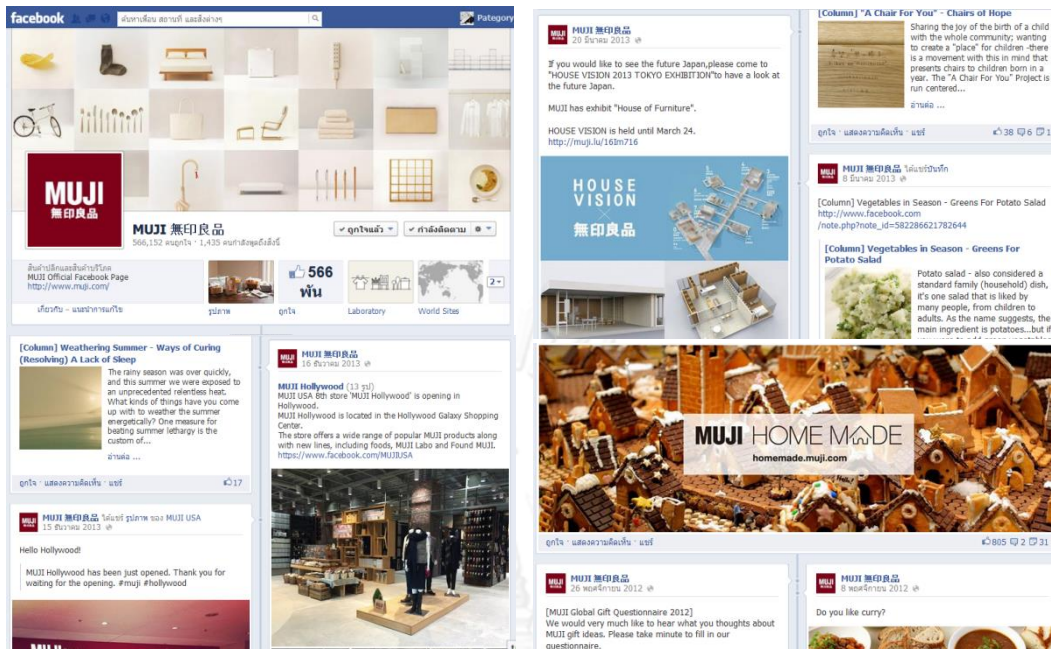 facebook
ค้นหาเพื่อน สถานที่ และสิ่งต่างๆ
Pategory
MUJI
無印良品
MUJI 無印良品
566,152 คนถูกใจ · 1,435 คนกำลังพูดถึงสิ่งนี้
ถูกใจแล้ว
กำลังติดตาม
สินค้าปลีกและสินค้าบริโภค
MUJI Official Facebook Page
http://www.muji.com/
เกี่ยวกับ - แนะนำการแก้ไข
รูปภาพ
566
พัน
ถูกใจ
Laboratory
World Sites
2
[Column] Weathering Summer - Ways of Curing
(Resolving) A Lack of Sleep
The rainy season was over quickly,
and this summer we were exposed to
an unprecedented relentless heat.
What kinds of things have you come
up with to weather the summer
energetically? One measure for
beating summer lethargy is the
custom of...
อ่านต่อ ...
ถูกใจ · แสดงความคิดเห็น · แชร์
17
MUJI 無印良品 ได้แชร์ รูปภาพ ของ MUJI USA
15 ธันวาคม 2013
Hello Hollywood!
MUJI Hollywood has been just opened. Thank you for
waiting for the opening. #muji #hollywood
MUJI
MUJI 無印良品
16 ธันวาคม 2013
MUJI Hollywood (13 รูป)
MUJI USA 8th store 'MUJI Hollywood' is opening in
Hollywood.
MUJI Hollywood is located in the Hollywood Galaxy Shopping
Center.
The store offers a wide range of popular MUJI products along
with new lines, including foods, MUJI Labo and Found MUJI.
https://www.facebook.com/MUJIUSA
MUJI 無印良品
20 มีนาคม 2013
If you would like to see the future Japan,please come to
"HOUSE VISION 2013 TOKYO EXHIBITION"to have a look at
the future Japan.
MUJI has exhibit "House of Furniture".
HOUSE VISION is held until March 24.
http://muji.lu/16Im716
HOUSE
VISION
×
無印良品
[Column] "A Chair For You" - Chairs of Hope
Sharing the joy of the birth of a child
with the whole community; wanting
to create a "place" for children -there
is a movement with this in mind that
presents chairs to children born in a
year. The "A Chair For You" Project is
run centered...
อ่านต่อ ...
ถูกใจ · แสดงความคิดเห็น · แชร์
38 6 1
MUJI 無印良品 ได้แชร์บันทึก
8 มีนาคม 2013
[Column] Vegetables in Season - Greens For Potato Salad
http://www.facebook.com
/note.php?note_id=582286621782644
[Column] Vegetables in Season - Greens For
Potato Salad
Potato salad - also considered a
standard family (household) dish,
it's one salad that is liked by
many people, from children to
adults. As the name suggests, the
main ingredient is potatoes...but if
MUJI HOME MADE
homemade.muji.com
ถูกใจ · แสดงความคิดเห็น · แชร์
805 2 31
MUJI 無印良品
26 พฤศจิกายน 2012
[MUJI Global Gift Questionnaire 2012]
We would very much like to hear what you thoughts about
MUJI gift ideas. Please take minute to fill in our
questionnaire.
MUJI 無印良品
8 พฤศจิกายน 2012
Do you like curry?